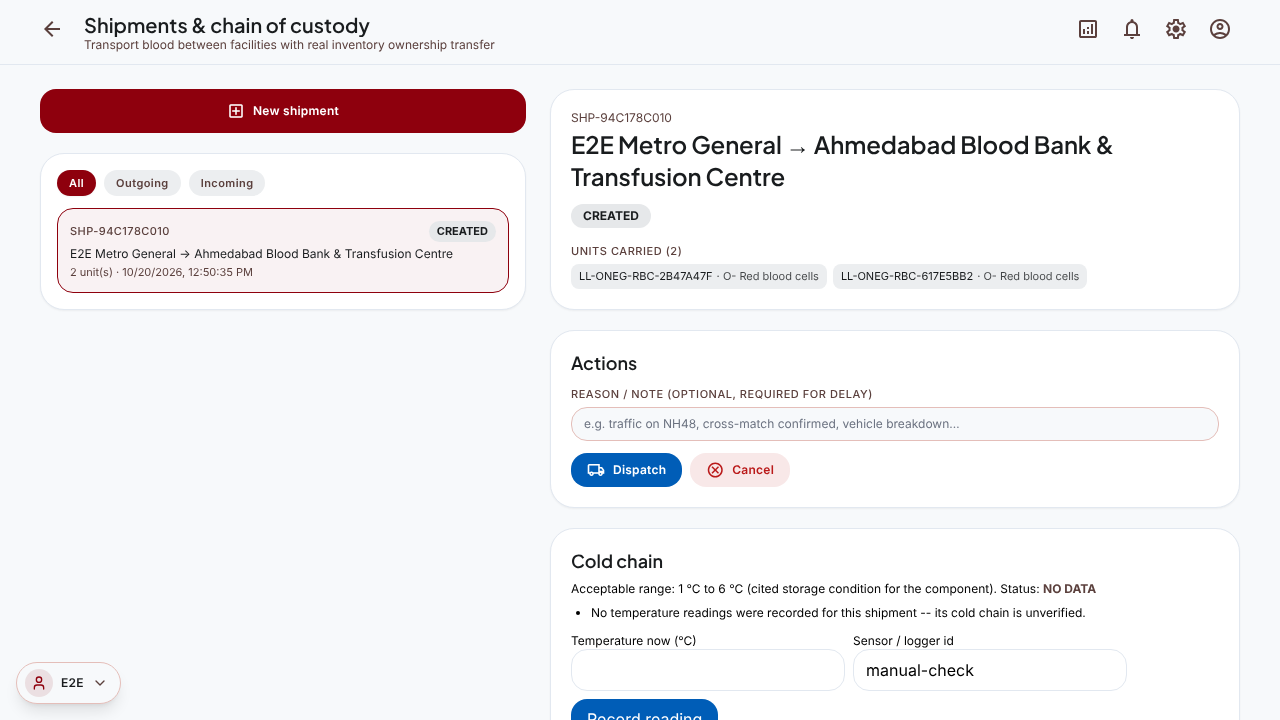 Shipments & chain of custody
Transport blood between facilities with real inventory ownership transfer
New shipment
All
Outgoing
Incoming
SHP-94C178C010
CREATED
E2E Metro General → Ahmedabad Blood Bank & Transfusion Centre
2 unit(s) · 10/20/2026, 12:50:35 PM
SHP-94C178C010
E2E Metro General → Ahmedabad Blood Bank &
Transfusion Centre
CREATED
UNITS CARRIED (2)
LL-ONEG-RBC-2B47A47F · O- Red blood cells
LL-ONEG-RBC-617E5BB2 · O- Red blood cells
Actions
REASON / NOTE (OPTIONAL, REQUIRED FOR DELAY)
e.g. traffic on NH48, cross-match confirmed, vehicle breakdown...
Dispatch
Cancel
Cold chain
Acceptable range: 1 °C to 6 °C (cited storage condition for the component). Status: NO DATA
• No temperature readings were recorded for this shipment -- its cold chain is unverified.
Temperature now (°C)
Sensor / logger id
manual-check
Record reading
E2E